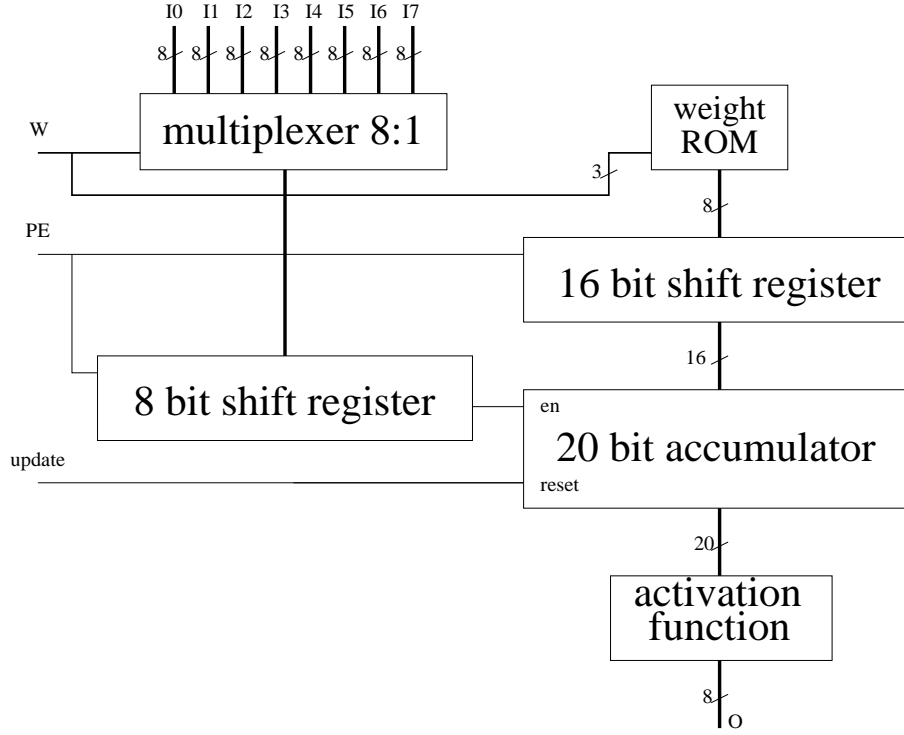 I0 I1 I2 I3 I4 I5 I6 I7
8 8 8 8 8 8 8 8
W
multiplexer 8:1
weight
ROM
3
8
PE
16 bit shift register
16
8 bit shift register
en
20 bit accumulator
update
reset
20
activation
function
8
O